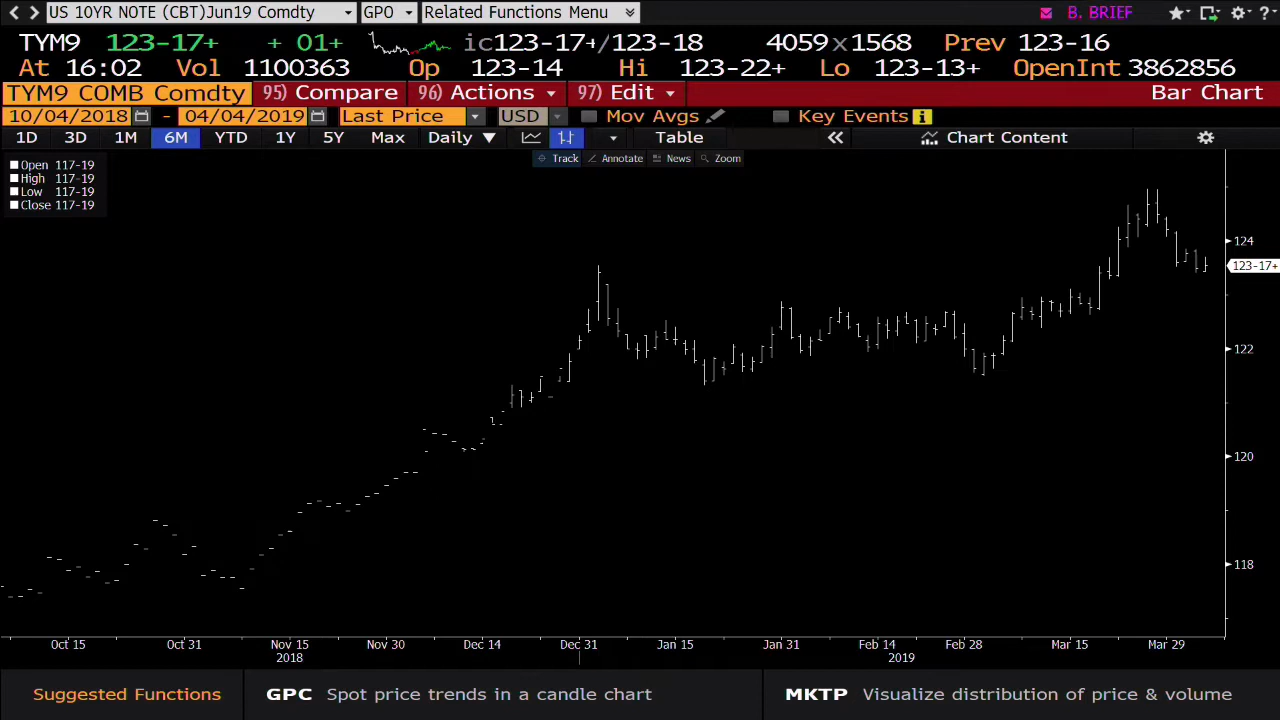 US 10YR NOTE (CBT)Jun19 Comdty GPO Related Functions Menu B. BRIEF
TYM9 123-17+ + 01+ ic123-17+/123-18 4059x1568 Prev 123-16
At 16:02 Vol 1100363 Op 123-14 Hi 123-22+ Lo 123-13+ OpenInt 3862856
TYM9 COMB Comdty 95) Compare 96) Actions 97) Edit Bar Chart
10/04/2018 - 04/04/2019 Last Price USD Mov Avgs Key Events i
1D 3D 1M 6M YTD 1Y 5Y Max Daily ▼ Table « Chart Content
Track Annotate News Zoom
Open 117-19
High 117-19
Low 117-19
Close 117-19
124
123-17+
122
120
118
Oct 15 Oct 31 Nov 15 Nov 30 Dec 14 Dec 31 Jan 15 Jan 31 Feb 14 Feb 28 Mar 15 Mar 29
2018 2019
Suggested Functions GPC Spot price trends in a candle chart MKTP Visualize distribution of price & volume